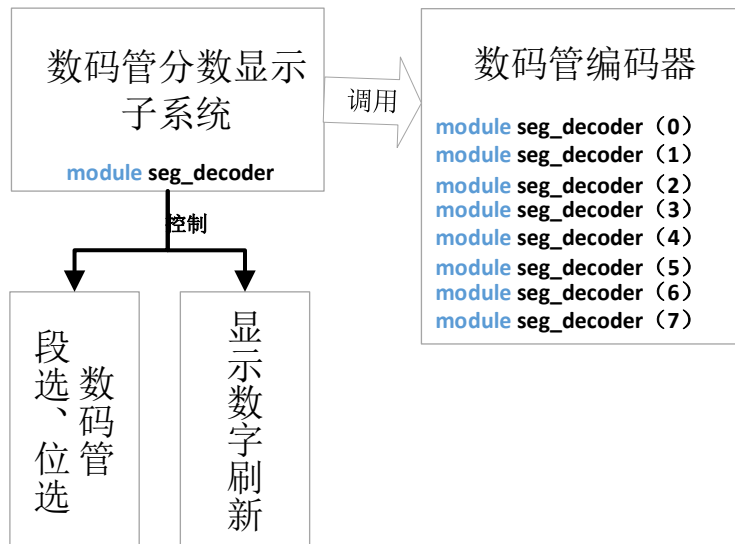 数码管分数显示
子系统
module seg_decoder
调用
数码管编码器
module seg_decoder（0）
module seg_decoder（1）
module seg_decoder（2）
module seg_decoder（3）
module seg_decoder（4）
module seg_decoder（5）
module seg_decoder（6）
module seg_decoder（7）
控制
数码管
段选、位选
显示数字刷新